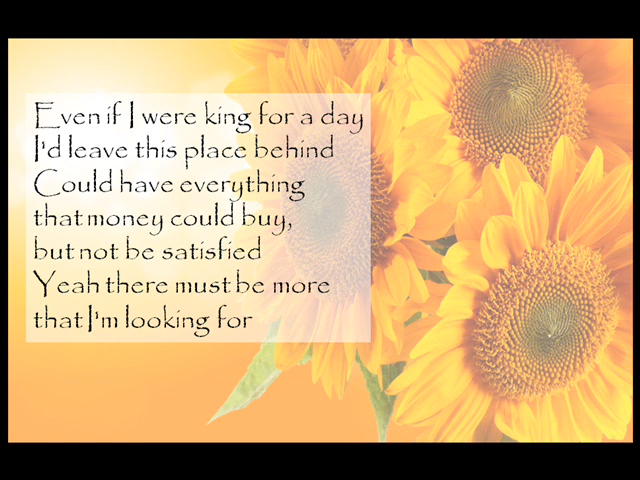 Even if I were king for a day
I'd leave this place behind
Could have everything
that money could buy,
but not be satisfied
Yeah there must be more
that I'm looking for